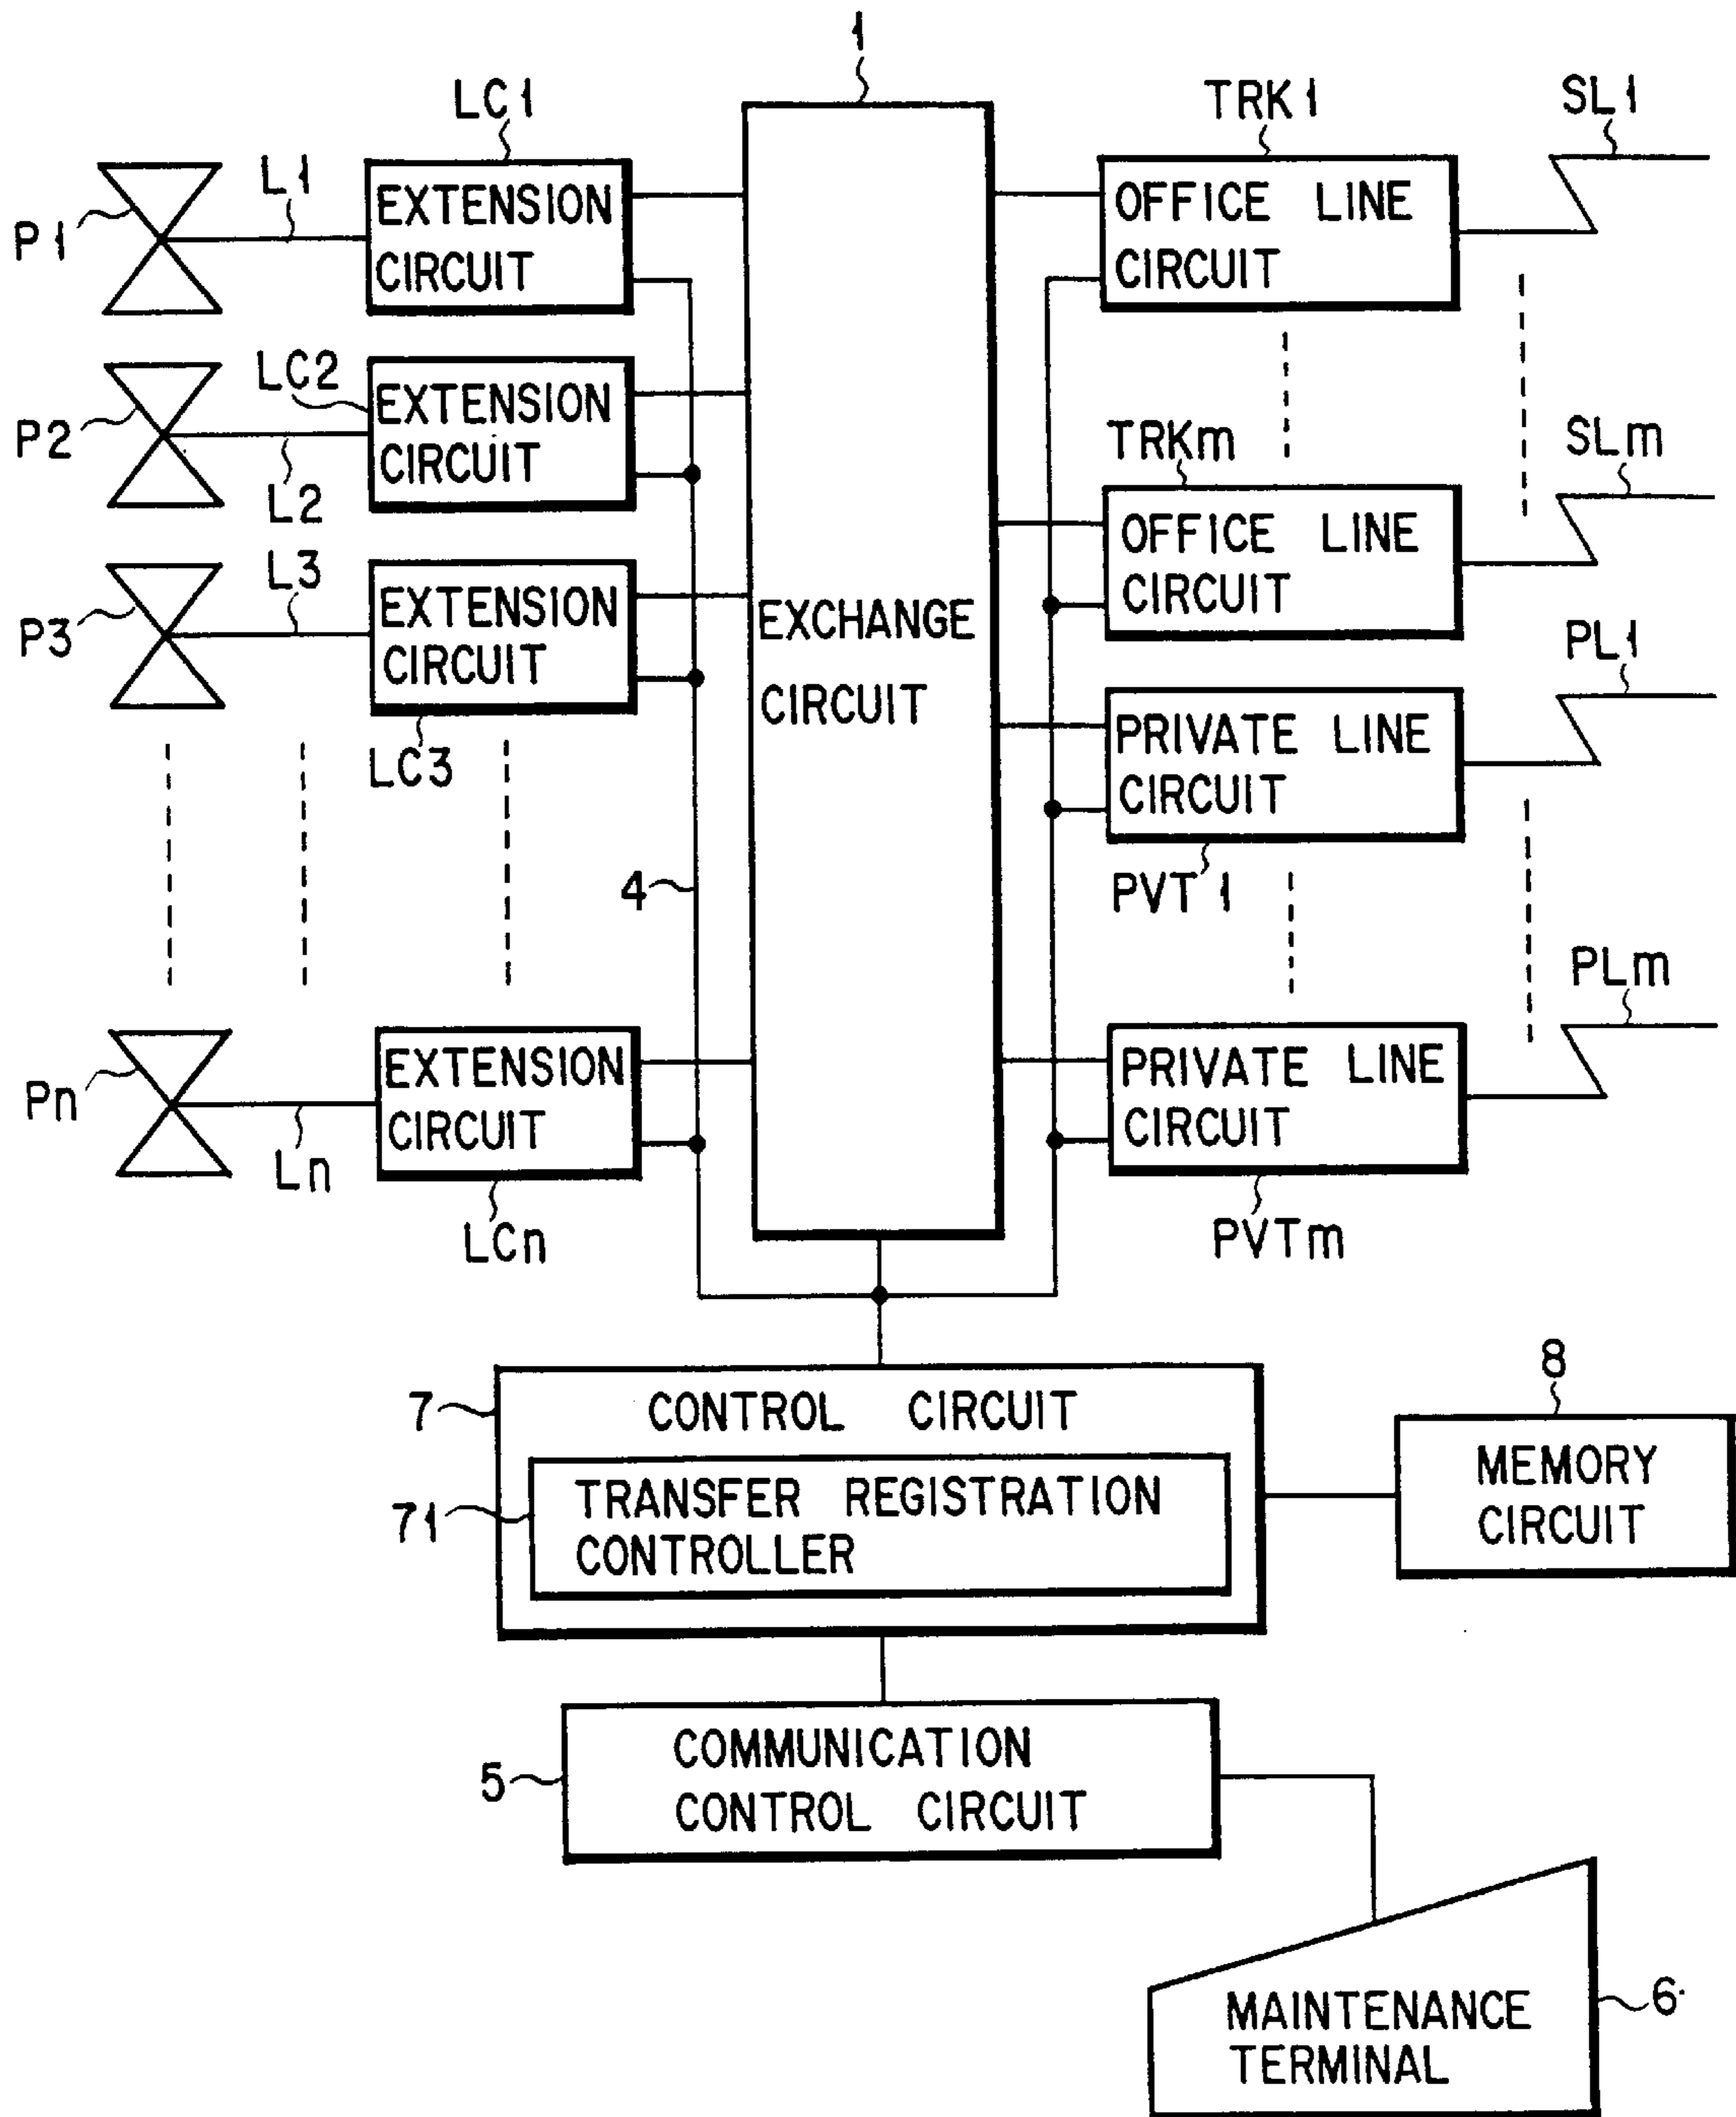 1
LC1
TRK1
SL1
L1
P1
EXTENSION
CIRCUIT
OFFICE LINE
CIRCUIT
LC2
P2
EXTENSION
CIRCUIT
L2
TRKm
SLm
OFFICE LINE
CIRCUIT
L3
P3
EXTENSION
CIRCUIT
LC3
EXCHANGE
CIRCUIT
PL1
PRIVATE LINE
CIRCUIT
PVT 1
4
PLm
Pn
EXTENSION
CIRCUIT
Ln
LCn
PRIVATE LINE
CIRCUIT
PVTm
7
CONTROL CIRCUIT
71
TRANSFER REGISTRATION
CONTROLLER
8
MEMORY
CIRCUIT
5
COMMUNICATION
CONTROL CIRCUIT
MAINTENANCE
TERMINAL
6